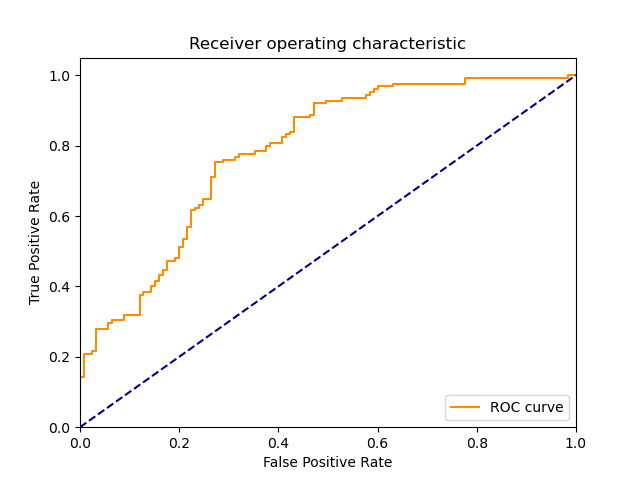 Receiver operating characteristic
1.0
0.8
0.6
0.4
0.2
0.0
True Positive Rate
ROC curve
0.0 0.2 0.4 0.6 0.8 1.0
False Positive Rate